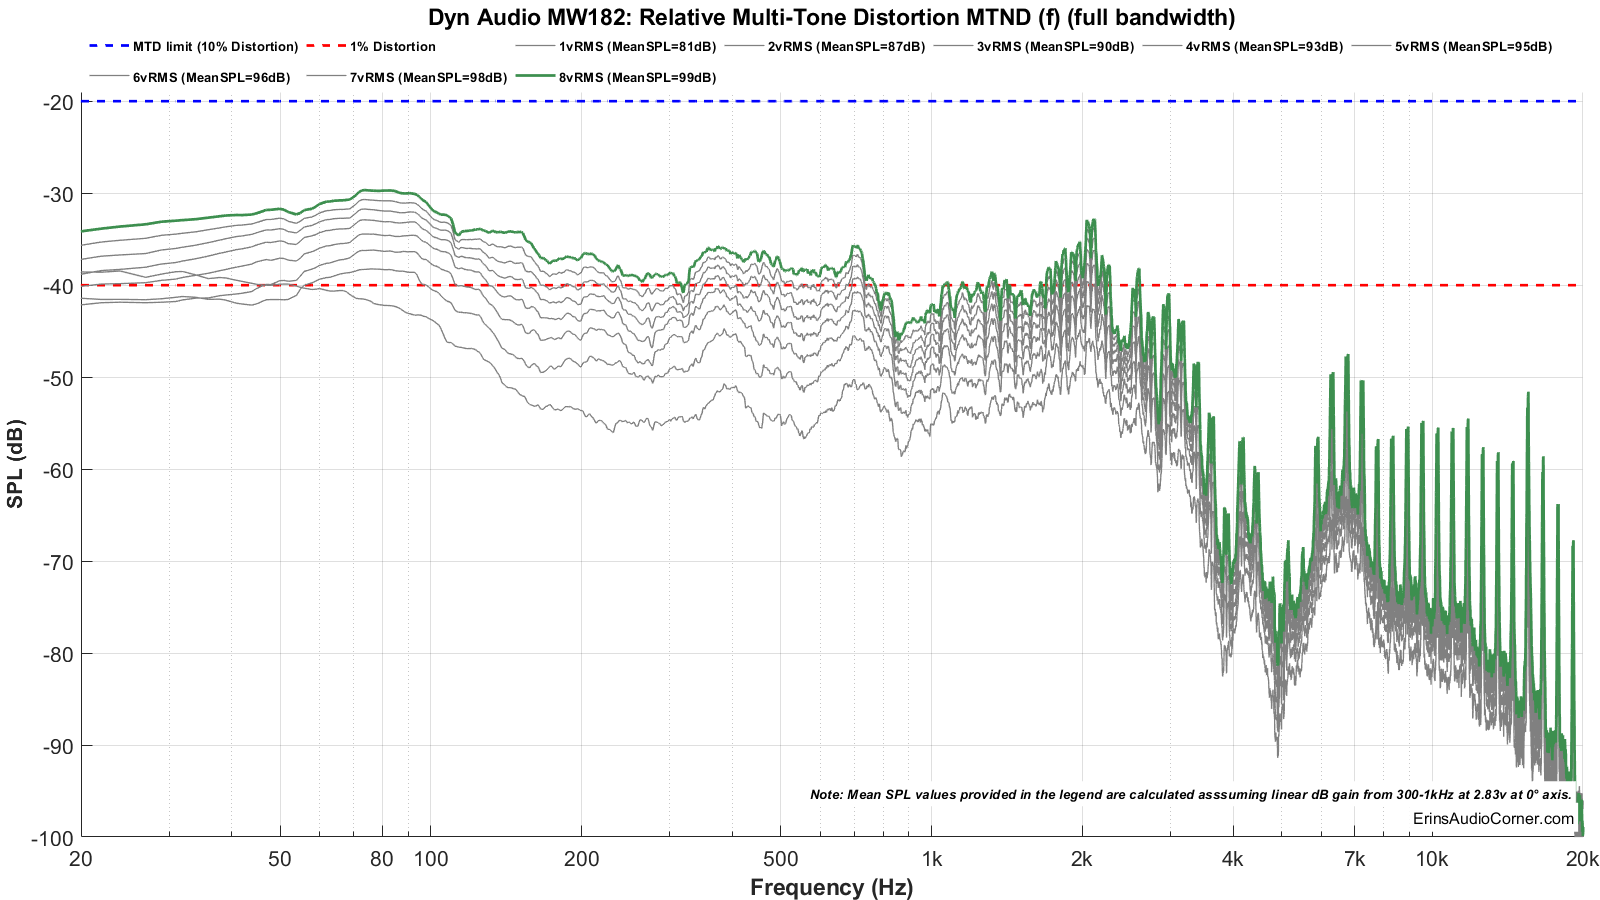 Dyn Audio MW182: Relative Multi-Tone Distortion MTND (f) (full bandwidth)
MTD limit (10% Distortion) 1% Distortion 1vRMS (MeanSPL=81dB) 2vRMS (MeanSPL=87dB) 3vRMS (MeanSPL=90dB) 4vRMS (MeanSPL=93dB) 5vRMS (MeanSPL=95dB)
6vRMS (MeanSPL=96dB) 7vRMS (MeanSPL=98dB) 8vRMS (MeanSPL=99dB)
-20
-30
-40
-50
-60
-70
-80
-90
-100
SPL (dB)
Note: Mean SPL values provided in the legend are calculated asssuming linear dB gain from 300-1kHz at 2.83v at 0° axis.
ErinsAudioCorner.com
20 50 80 100 200 500 1k 2k 4k 7k 10k 20k
Frequency (Hz)